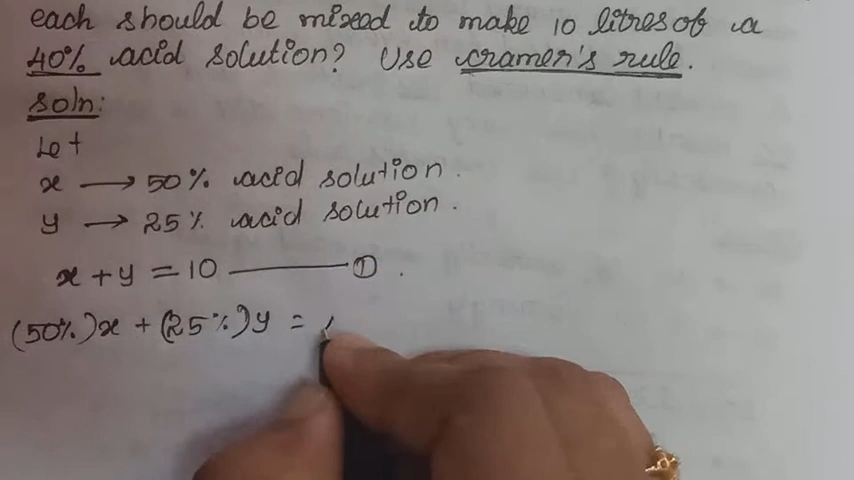 each should be mixed to make 10 litres of a
40% acid solution? Use cramer's rule.
Soln:
Let
x → 50% acid solution.
y → 25% acid solution.
x + y = 10 ——— ①.
(50%)x + (25%)y =